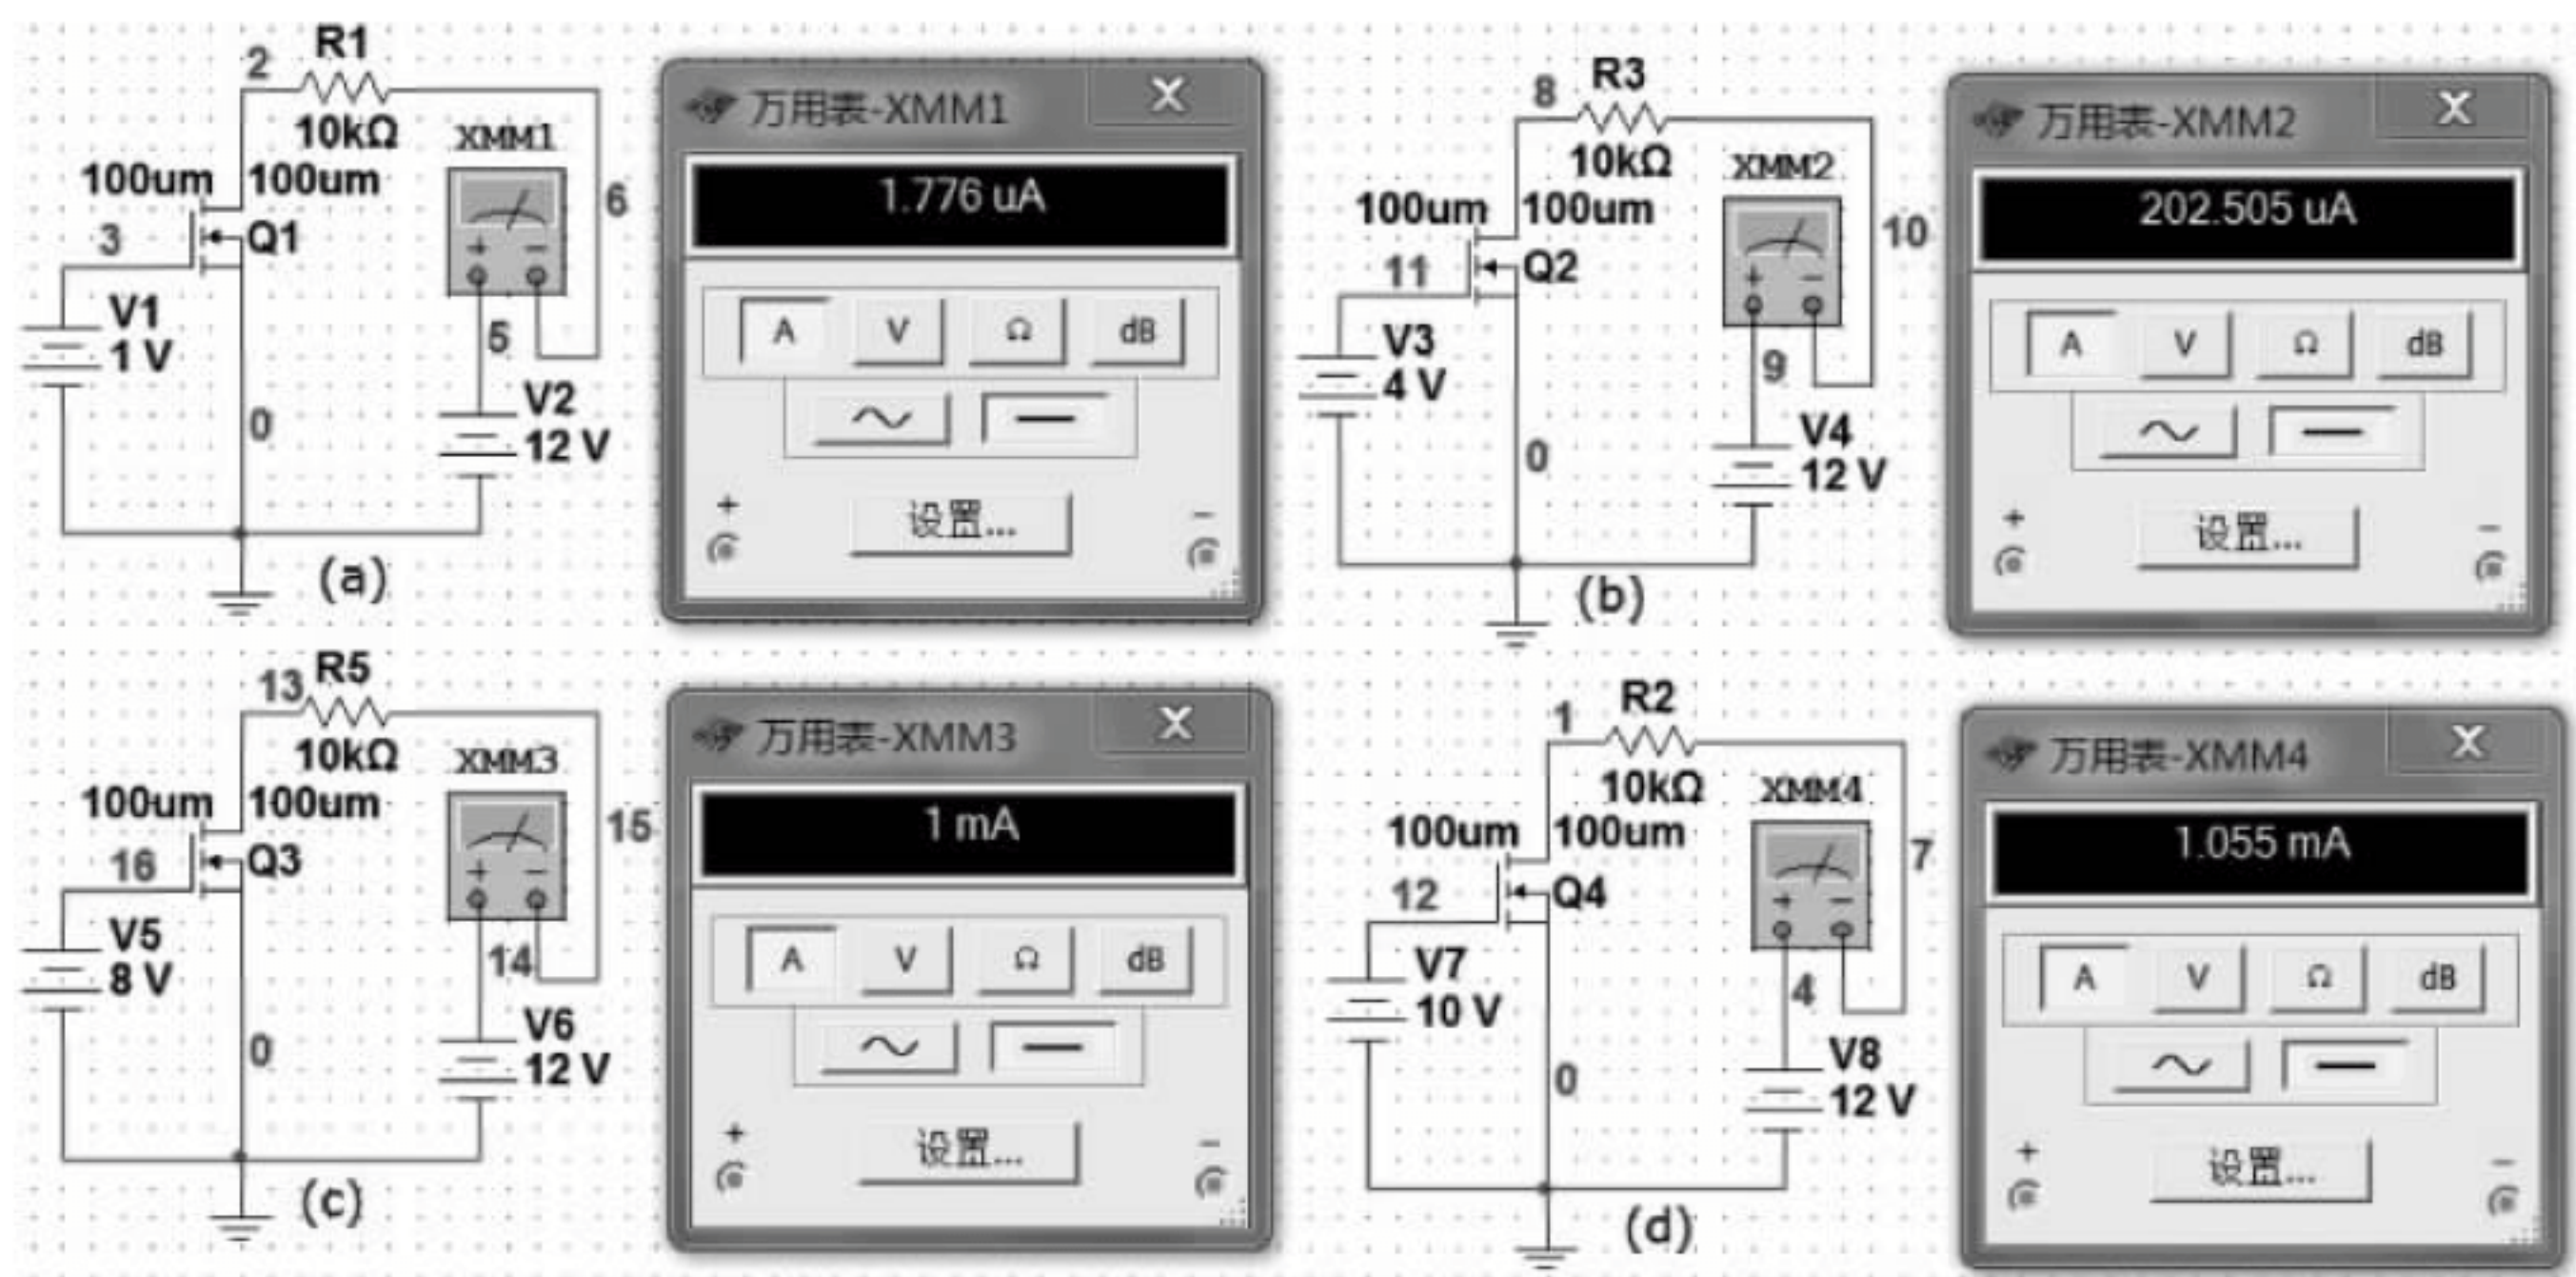 2
R1
10kΩ
100um
100um
XMM1
3
Q1
6
V1
1 V
+
−
5
V2
12 V
0
(a)
万用表-XMM1
X
1.776 uA
A
V
Ω
dB
+
设置...
−
8
R3
10kΩ
100um
100um
XMM2
11
Q2
10
V3
4 V
+
−
9
V4
12 V
0
(b)
万用表-XMM2
X
202.505 uA
A
V
Ω
dB
+
设置...
−
13
R5
10kΩ
100um
100um
XMM3
16
Q3
15
V5
8 V
+
−
14
V6
12 V
0
(c)
万用表-XMM3
X
1 mA
A
V
Ω
dB
+
设置...
−
1
R2
10kΩ
100um
100um
XMM4
12
Q4
7
V7
10 V
+
−
4
V8
12 V
0
(d)
万用表-XMM4
X
1.055 mA
A
V
Ω
dB
+
设置...
−